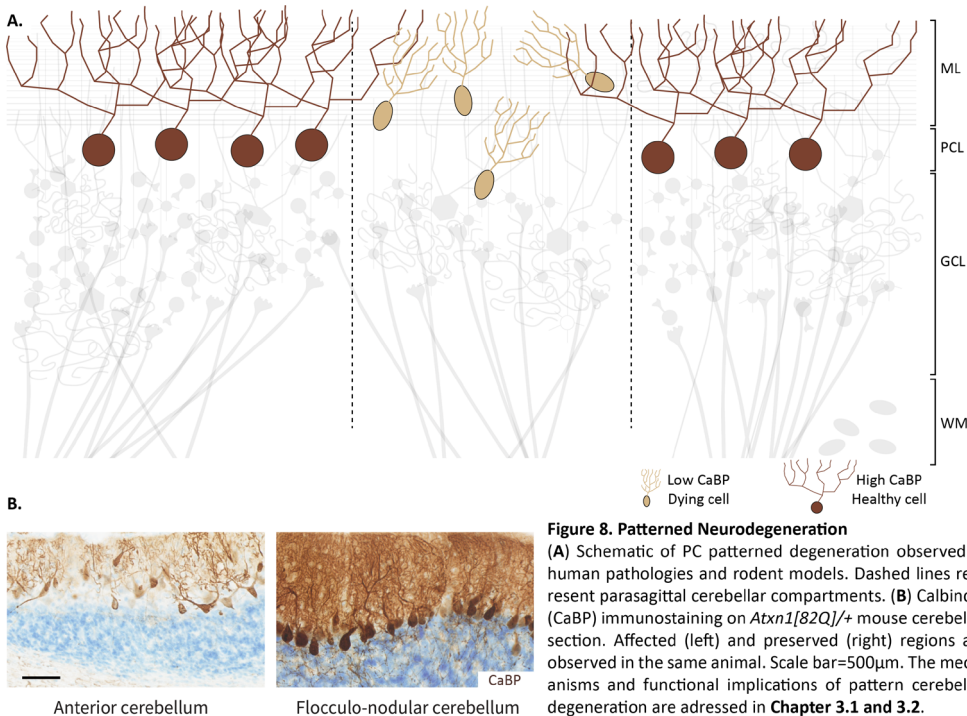 A.
ML
PCL
GCL
WM
Low CaBP
Dying cell
High CaBP
Healthy cell
B.
CaBP
Anterior cerebellum
Flocculo-nodular cerebellum
Figure 8. Patterned Neurodegeneration
(A) Schematic of PC patterned degeneration observed
human pathologies and rodent models. Dashed lines re
resent parasagittal cerebellar compartments. (B) Calbin
(CaBP) immunostaining on Atxn1[82Q]/+ mouse cerebel
section. Affected (left) and preserved (right) regions a
observed in the same animal. Scale bar=500μm. The med
anisms and functional implications of pattern cerebel
degeneration are adressed in Chapter 3.1 and 3.2.